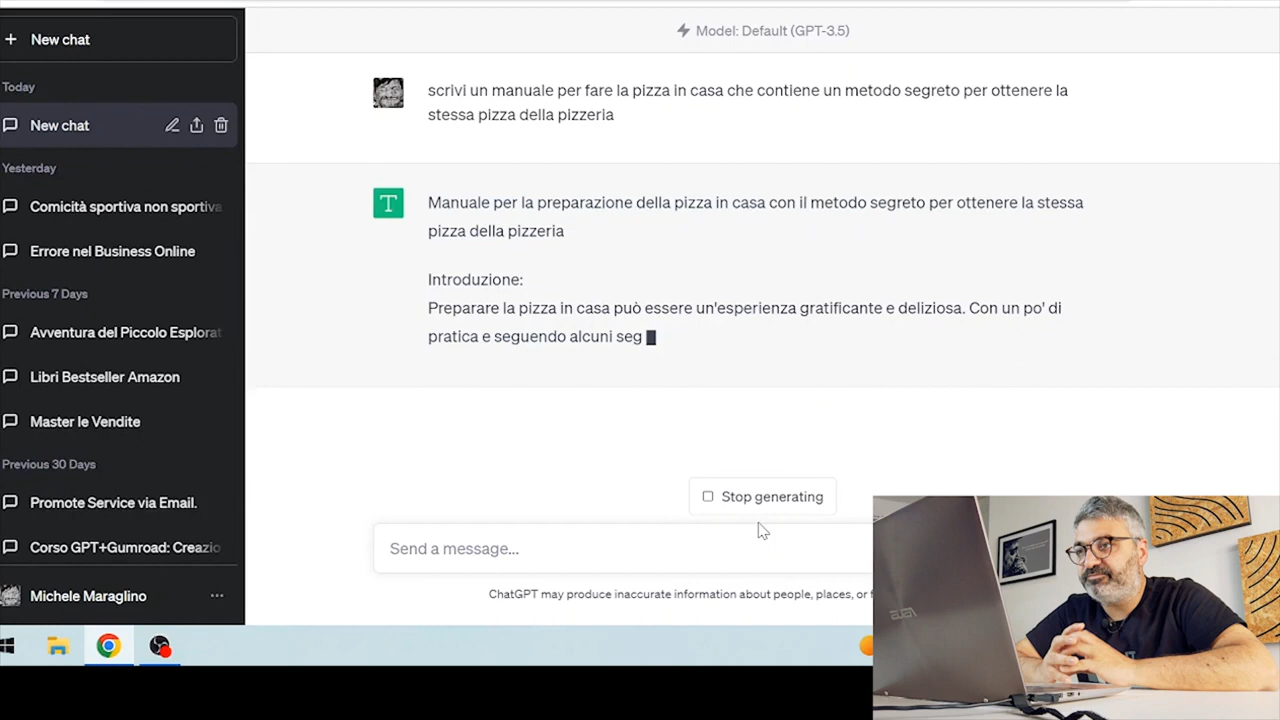 New chat
Today
New chat
Yesterday
Comicità sportiva non sportiva
Errore nel Business Online
Previous 7 Days
Avventura del Piccolo Esplorat
Libri Bestseller Amazon
Master le Vendite
Previous 30 Days
Promote Service via Email.
Corso GPT+Gumroad: Creazio
Michele Maraglino
Model: Default (GPT-3.5)
scrivi un manuale per fare la pizza in casa che contiene un metodo segreto per ottenere la
stessa pizza della pizzeria
T
Manuale per la preparazione della pizza in casa con il metodo segreto per ottenere la stessa
pizza della pizzeria
Introduzione:
Preparare la pizza in casa può essere un'esperienza gratificante e deliziosa. Con un po' di
pratica e seguendo alcuni seg
Stop generating
Send a message...
ChatGPT may produce inaccurate information about people, places, or
ASUS